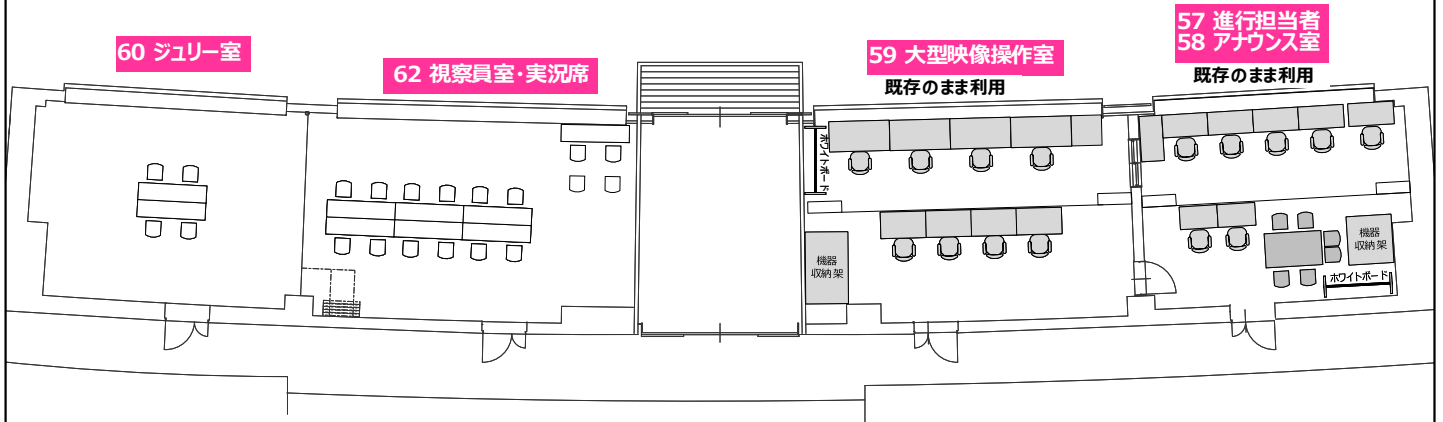 60 ジュリー室
62 視察員室・実況席
59 大型映像操作室
既存のまま利用
57 進行担当者
58 アナウンス室
既存のまま利用
ホワイトボード
機器
収納架
機器
収納架
ホワイトボード